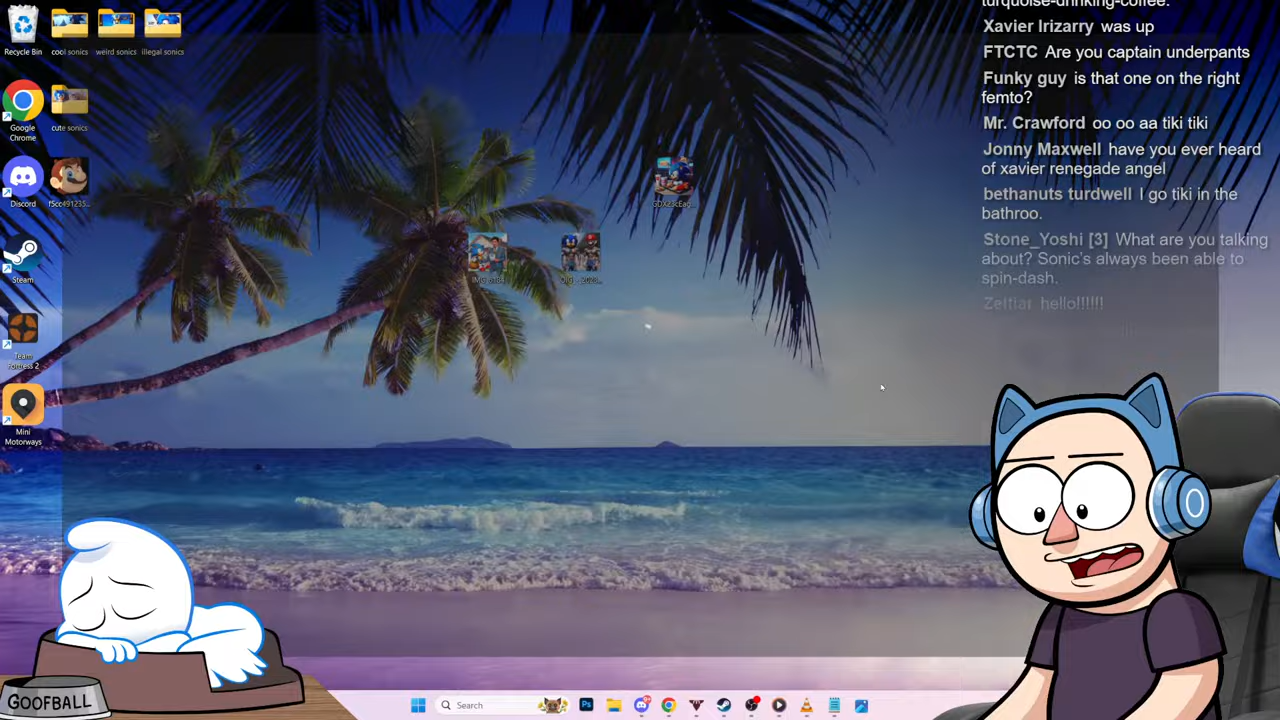 turquoise-drinking-coffee.
Xavier Irizarry was up
FTCTC Are you captain underpants
Funky guy is that one on the right
femto?
Mr. Crawford oo oo aa tiki tiki
Jonny Maxwell have you ever heard
of xavier renegade angel
bethanuts turdwell I go tiki in the
bathroo.
Stone_Yoshi [3] What are you talking
about? Sonic's always been able to
spin-dash.
Zeltiar hello!!!!!!
Recycle Bin
cool sonics
weird sonics
illegal sonics
Google
Chrome
cute sonics
Discord
Steam
Team
Fortress 2
Mini
Motorways
GOOFBALL
Search
Ps